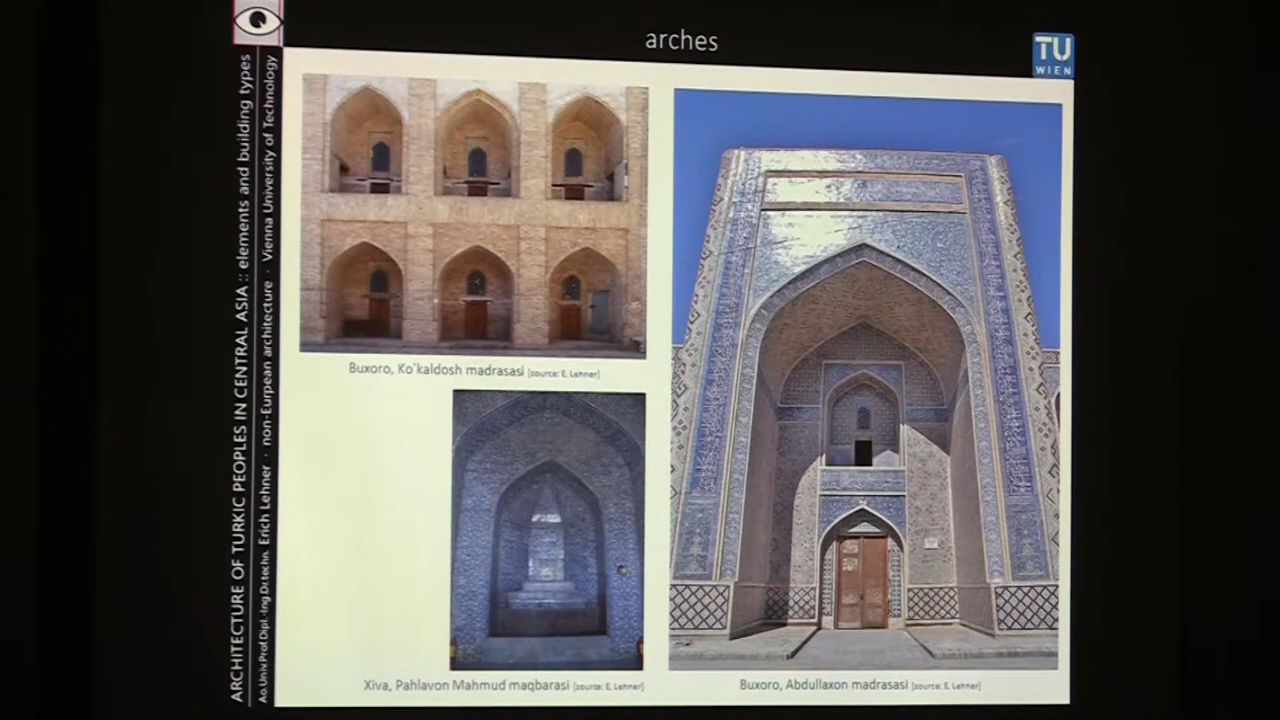 arches
TU
WIEN
ARCHITECTURE OF TURKIC PEOPLES IN CENTRAL ASIA :: elements and building types
Ao.Univ.Prof.Dipl.-Ing Dr.techn. Erich Lehner · non-Eurpean architecture · Vienna University of Technology
Buxoro, Ko`kaldosh madrasasi [source: E. Lehner]
Xiva, Pahlavon Mahmud maqbarasi [source: E. Lehner]
Buxoro, Abdullaxon madrasasi [source: E. Lehner]